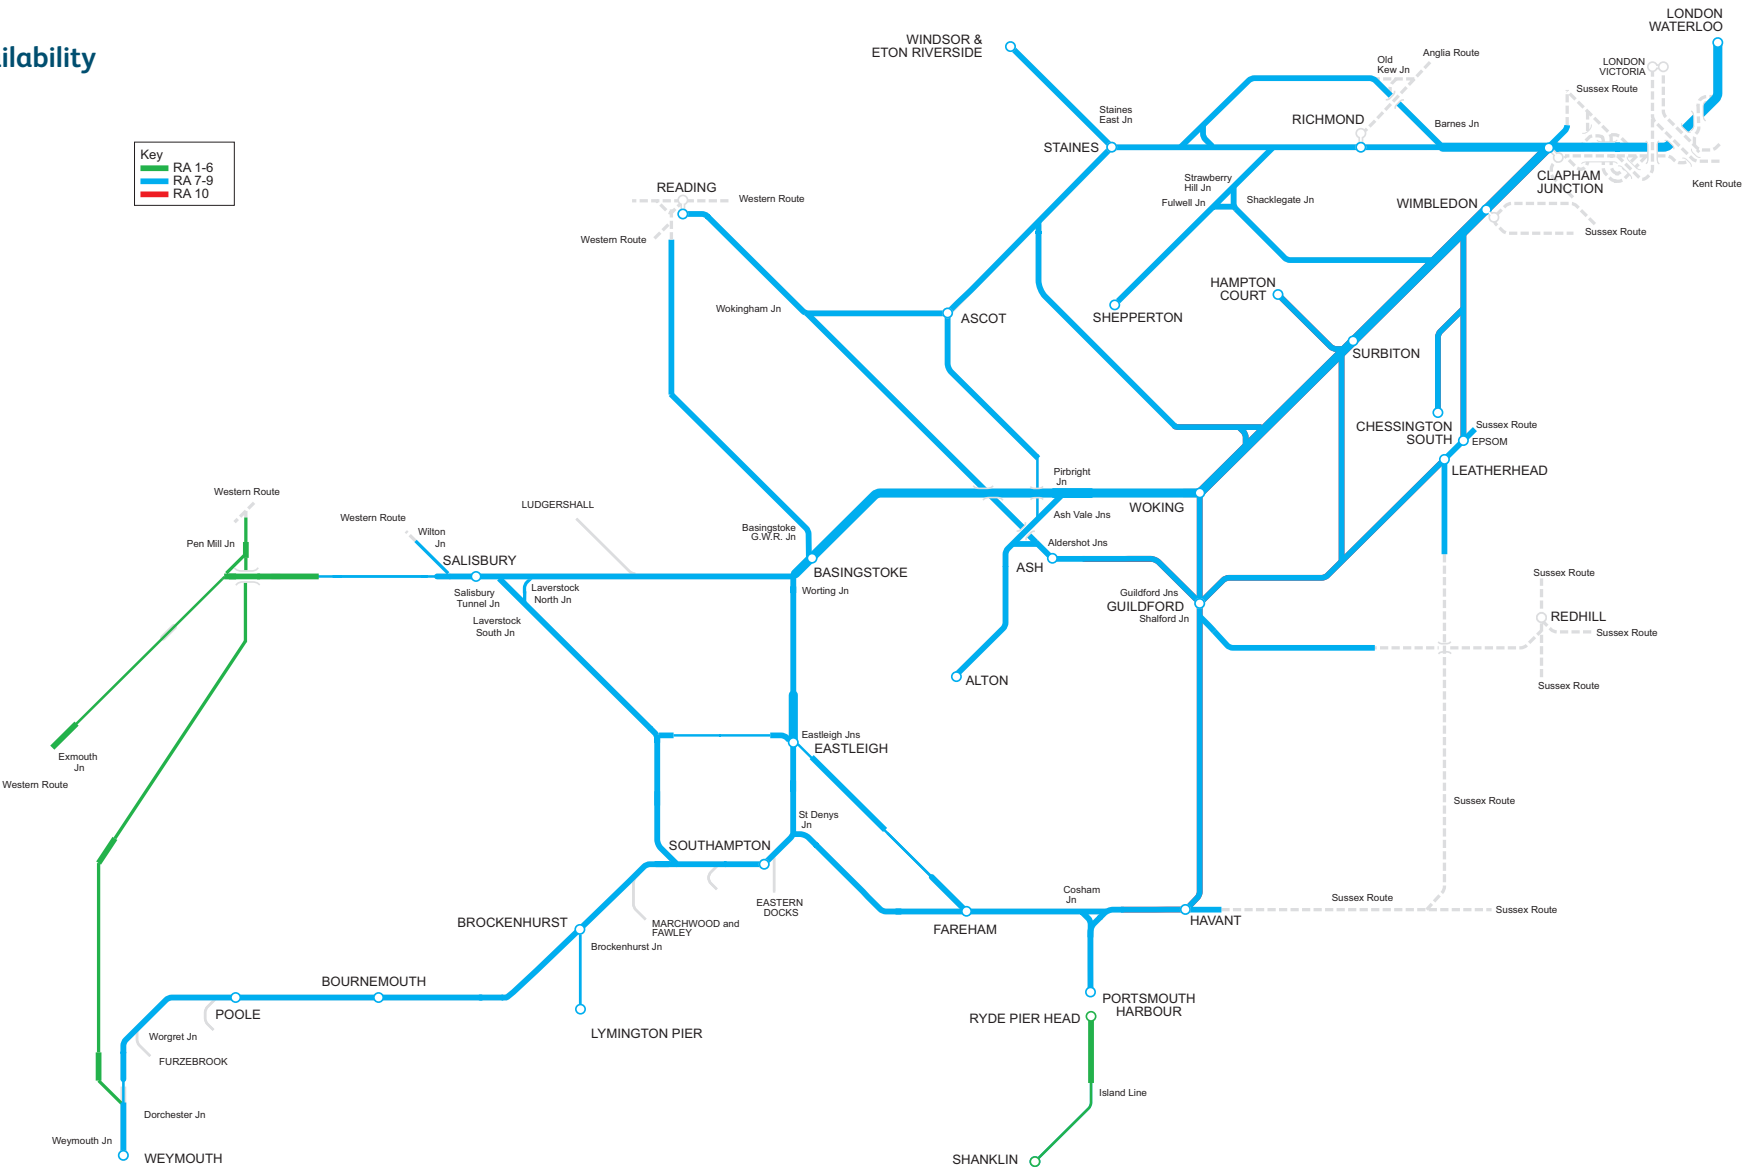 ilability
Key
RA 1-6
RA 7-9
RA 10
LONDON
WATERLOO
WINDSOR &
ETON RIVERSIDE
Old
Kew Jn
Anglia Route
LONDON
VICTORIA
Sussex Route
Staines
East Jn
RICHMOND
Barnes Jn
STAINES
CLAPHAM
JUNCTION
Kent Route
READING
Western Route
Western Route
Strawberry
Hill Jn
Fulwell Jn
Shacklegate Jn
WIMBLEDON
Sussex Route
HAMPTON
COURT
Wokingham Jn
ASCOT
SHEPPERTON
SURBITON
CHESSINGTON
SOUTH
Sussex Route
EPSOM
LEATHERHEAD
Western Route
LUDGERSHALL
Western Route
Wilton
Jn
Pen Mill Jn
SALISBURY
Basingstoke
G.W.R. Jn
Pirbright
Jn
WOKING
Ash Vale Jns
Aldershot Jns
ASH
BASINGSTOKE
Worting Jn
Salisbury
Tunnel Jn
Laverstock
North Jn
Laverstock
South Jn
Guildford Jns
GUILDFORD
Shalford Jn
Sussex Route
REDHILL
Sussex Route
Sussex Route
ALTON
Exmouth
Jn
Western Route
Eastleigh Jns
EASTLEIGH
St Denys
Jn
Sussex Route
SOUTHAMPTON
EASTERN
DOCKS
MARCHWOOD and
FAWLEY
BROCKENHURST
Brockenhurst Jn
Cosham
Jn
FAREHAM
HAVANT
Sussex Route
Sussex Route
BOURNEMOUTH
POOLE
LYMINGTON PIER
PORTSMOUTH
HARBOUR
RYDE PIER HEAD
Worgret Jn
FURZEBROOK
Island Line
Dorchester Jn
Weymouth Jn
WEYMOUTH
SHANKLIN